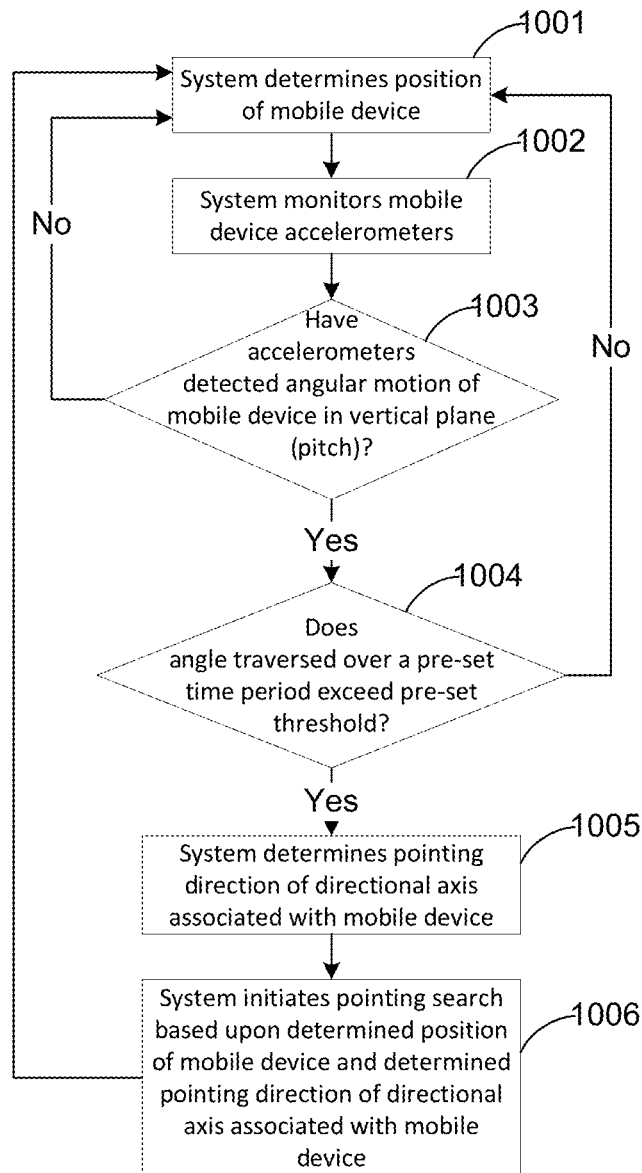 1001
System determines position
of mobile device
1002
System monitors mobile
device accelerometers
No
1003
Have
accelerometers
detected angular motion of
mobile device in vertical plane
(pitch)?
No
Yes
1004
Does
angle traversed over a pre-set
time period exceed pre-set
threshold?
Yes
1005
System determines pointing
direction of directional axis
associated with mobile device
1006
System initiates pointing search
based upon determined position
of mobile device and determined
pointing direction of directional
axis associated with mobile
device